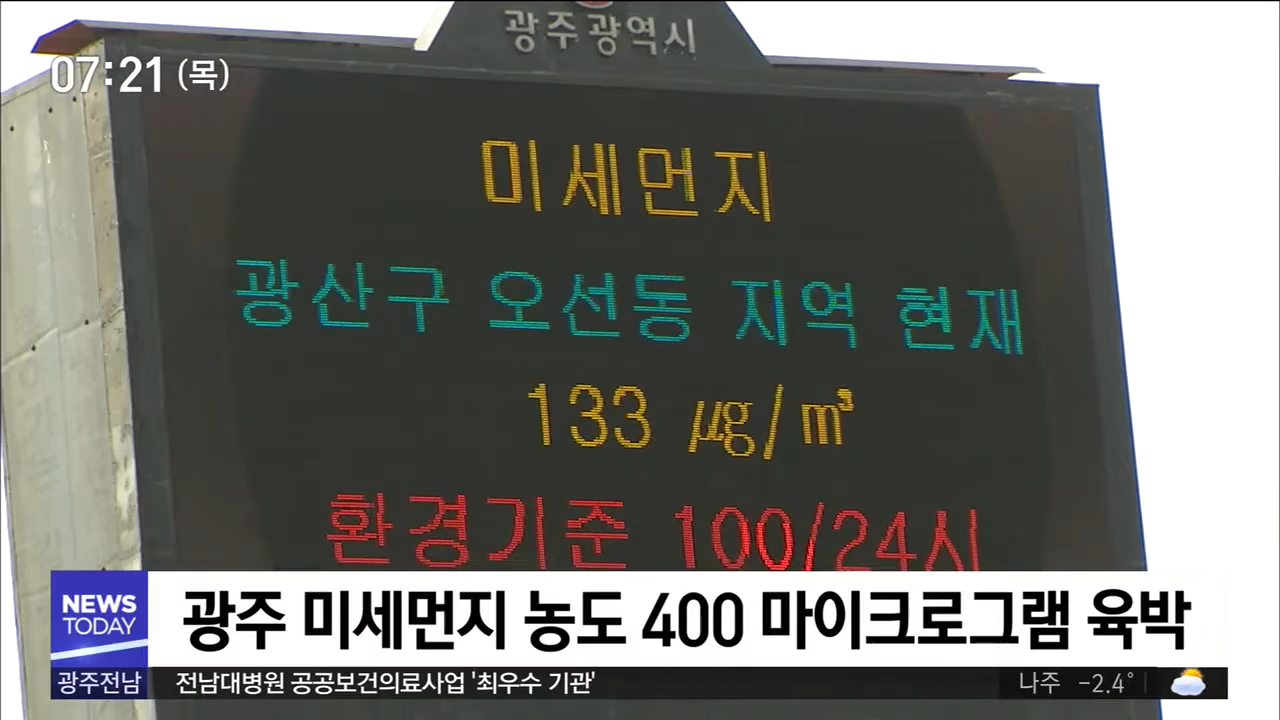 광주광역시
07:21 (목)
미세먼지
광산구 오선동 지역 현재
133 ㎍/㎥
환경기준 100/24시
NEWS TODAY
광주 미세먼지 농도 400 마이크로그램 육박
광주전남
전남대병원 공공보건의료사업 '최우수 기관'
나주 -2.4°